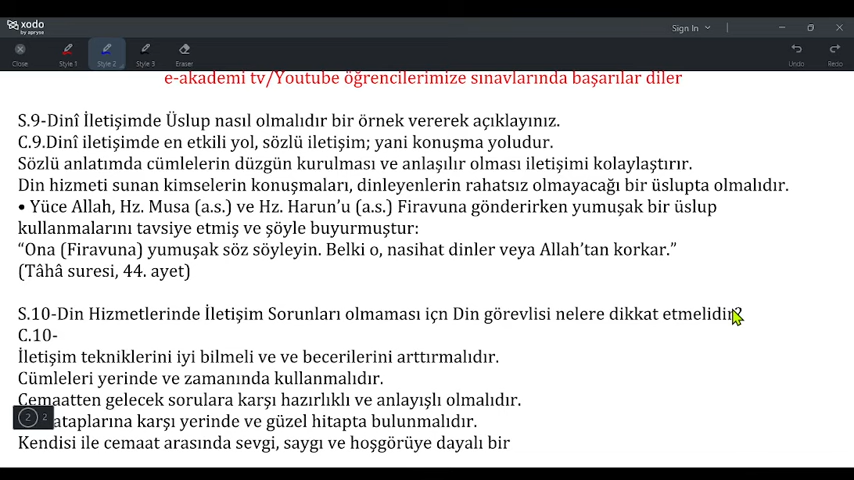 xodo
by apryse
Sign In
Close
Style 1
Style 2
Style 3
Eraser
Undo
Redo
e-akademi tv/Youtube öğrencilerimize sınavlarında başarılar diler
S.9-Dinî İletişimde Üslup nasıl olmalıdır bir örnek vererek açıklayınız.
C.9.Dinî iletişimde en etkili yol, sözlü iletişim; yani konuşma yoludur.
Sözlü anlatımda cümlelerin düzgün kurulması ve anlaşılır olması iletişimi kolaylaştırır.
Din hizmeti sunan kimselerin konuşmaları, dinleyenlerin rahatsız olmayacağı bir üslupta olmalıdır.
• Yüce Allah, Hz. Musa (a.s.) ve Hz. Harun’u (a.s.) Firavuna gönderirken yumuşak bir üslup
kullanmalarını tavsiye etmiş ve şöyle buyurmuştur:
“Ona (Firavuna) yumuşak söz söyleyin. Belki o, nasihat dinler veya Allah’tan korkar.”
(Tâhâ suresi, 44. ayet)
S.10-Din Hizmetlerinde İletişim Sorunları olmaması içn Din görevlisi nelere dikkat etmelidir?
C.10-
İletişim tekniklerini iyi bilmeli ve ve becerilerini arttırmalıdır.
Cümleleri yerinde ve zamanında kullanmalıdır.
Cemaatten gelecek sorulara karşı hazırlıklı ve anlayışlı olmalıdır.
2 2
ataplarına karşı yerinde ve güzel hitapta bulunmalıdır.
Kendisi ile cemaat arasında sevgi, saygı ve hoşgörüye dayalı bir